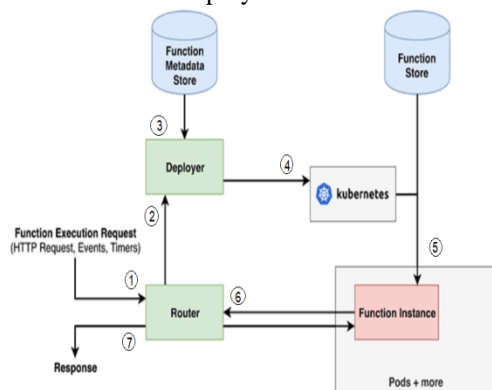 Function
Metadata
Store
Function
Store
③
Deployer
④
kubernetes
②
Function Execution Request
(HTTP Request, Events, Timers)
⑤
①
Router
⑥
Function Instance
⑦
Response
Pods + more